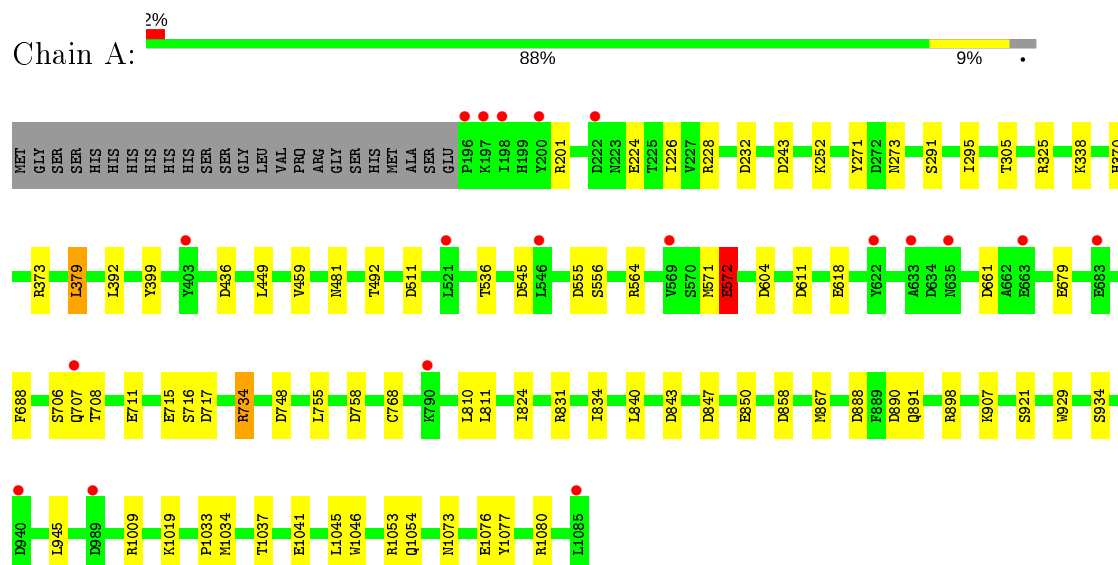 2%
Chain A:
88% 9% •
MET GLY SER SER HIS HIS HIS HIS HIS HIS SER SER GLY LEU VAL PRO ARG GLY SER HIS MET ALA SER GLU P196 K197 I198 H199 Y200 R201 D222 N223 E224 T225 I226 V227 R228 D232 D243 K252 Y271 D272 N273 S291 I295 T305 R325 K338 H370
R373 L379 L392 Y399 Y403 D436 L449 V459 N481 T492 D511 L521 T536 D545 L546 D555 S556 R564 V569 S570 M571 E572 D604 D611 E618 Y622 A633 D634 N635 D661 A662 E663 E679 E683
F688 S706 Q707 T708 E711 E715 S716 D717 R734 D748 L755 D758 C768 K790 L810 L811 I824 R831 I834 L840 D843 D847 E850 D858 M867 D888 F889 D890 Q891 R898 K907 S921 W929 S934
D940 L945 D989 R1009 K1019 P1033 M1034 T1037 E1041 L1045 W1046 R1053 Q1054 N1073 E1076 Y1077 R1080 L1085